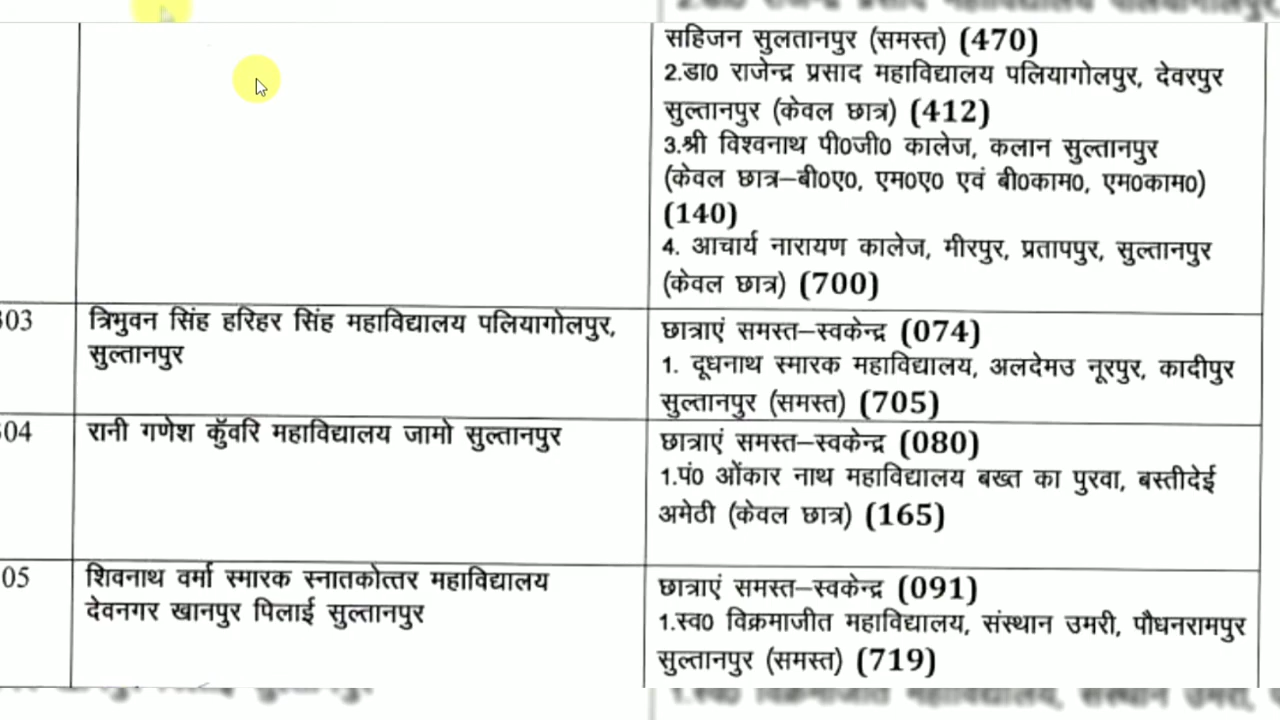 सहिजन सुलतानपुर (समस्त) (470)
2.डा0 राजेन्द्र प्रसाद महाविद्यालय पलियागोलपुर, देवरपुर
सुल्तानपुर (केवल छात्र) (412)
3.श्री विश्वनाथ पी0जी0 कालेज, कलान सुल्तानपुर
(केवल छात्र–बी0ए0, एम0ए0 एवं बी0काम0, एम0काम0)
(140)
4. आचार्य नारायण कालेज, मीरपुर, प्रतापपुर, सुल्तानपुर
(केवल छात्र) (700)
03
त्रिभुवन सिंह हरिहर सिंह महाविद्यालय पलियागोलपुर,
सुल्तानपुर
छात्राएं समस्त–स्वकेन्द्र (074)
1. दूधनाथ स्मारक महाविद्यालय, अलदेमउ नूरपुर, कादीपुर
सुल्तानपुर (समस्त) (705)
04
रानी गणेश कुँवरि महाविद्यालय जामो सुल्तानपुर
छात्राएं समस्त–स्वकेन्द्र (080)
1.पं0 ओंकार नाथ महाविद्यालय बख्त का पुरवा, बस्तीदेई
अमेठी (केवल छात्र) (165)
05
शिवनाथ वर्मा स्मारक स्नातकोत्तर महाविद्यालय
देवनगर खानपुर पिलाई सुल्तानपुर
छात्राएं समस्त–स्वकेन्द्र (091)
1.स्व0 विक्रमाजीत महाविद्यालय, संस्थान उमरी, पौधनरामपुर
सुल्तानपुर (समस्त) (719)